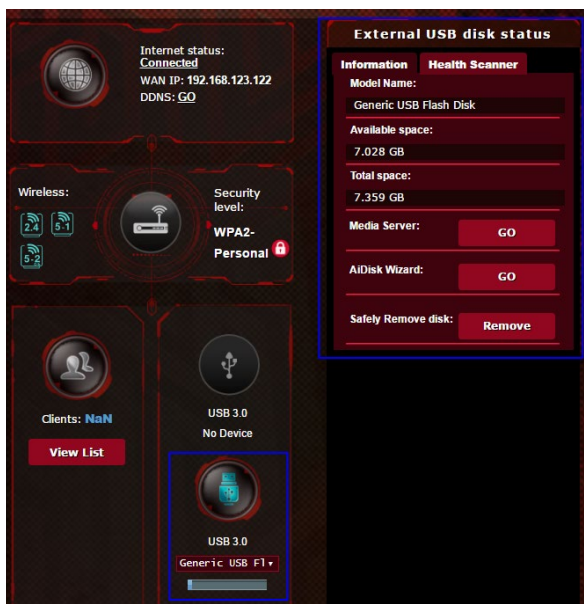 Internet status:
Connected
WAN IP: 192.168.123.122
DDNS: GO
Wireless:
2.4
5-1
5-2
Security
level:
WPA2-
Personal
Clients: NaN
View List
USB 3.0
No Device
USB 3.0
Generic USB Fl
External USB disk status
Information Health Scanner
Model Name:
Generic USB Flash Disk
Available space:
7.028 GB
Total space:
7.359 GB
Media Server: GO
AiDisk Wizard: GO
Safely Remove disk: Remove